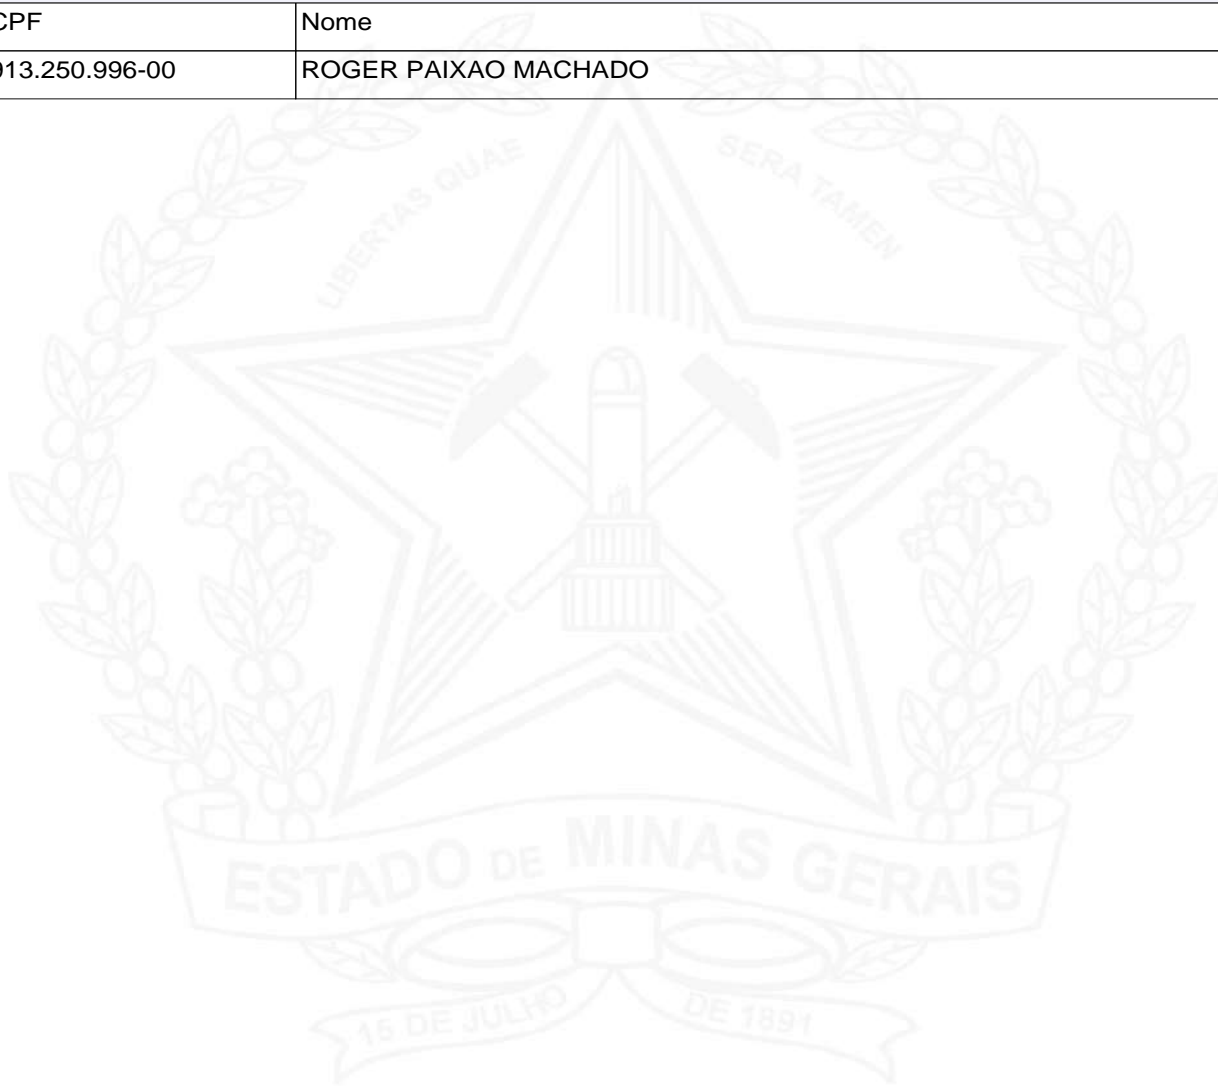 CPF Nome
913.250.996-00 ROGER PAIXAO MACHADO
LIBERTAS QUAE SERA TAMEN
ESTADO DE MINAS GERAIS
15 DE JULHO DE 1891